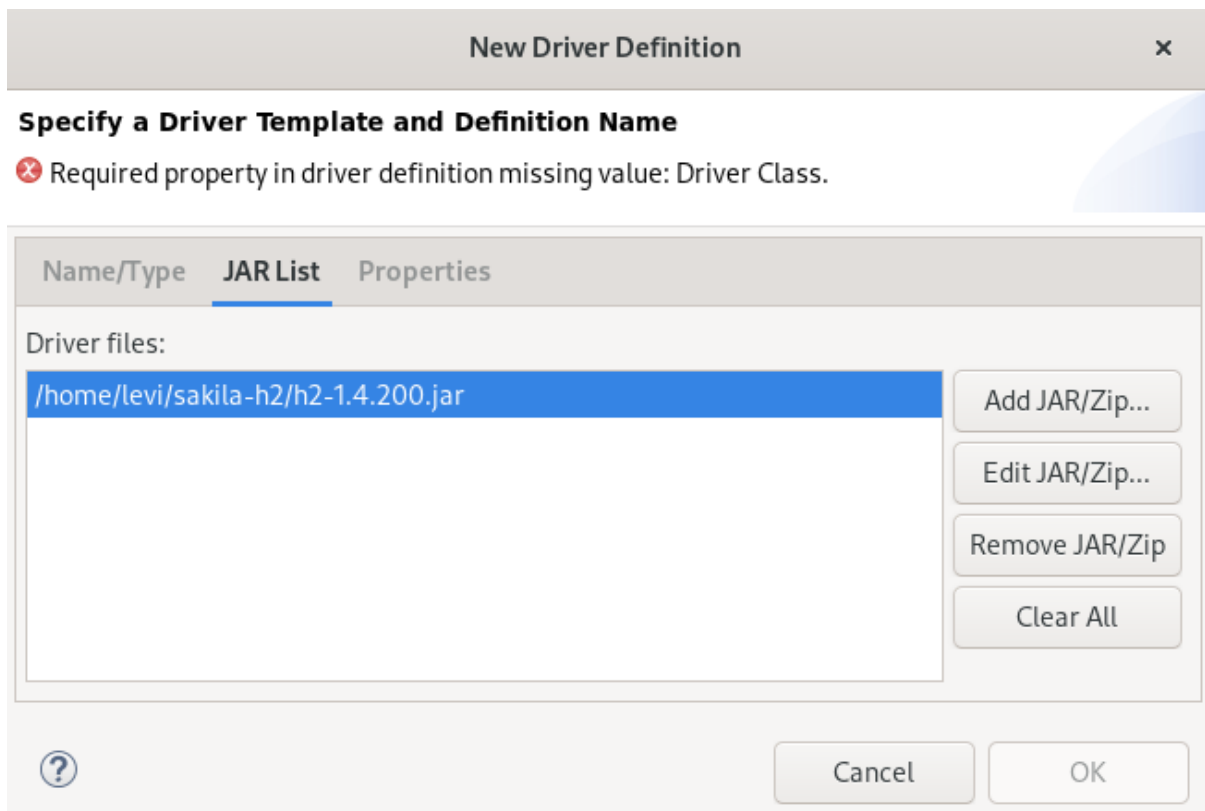 New Driver Definition
Specify a Driver Template and Definition Name
Required property in driver definition missing value: Driver Class.
Name/Type JAR List Properties
Driver files:
/home/levi/sakila-h2/h2-1.4.200.jar
Add JAR/Zip...
Edit JAR/Zip...
Remove JAR/Zip
Clear All
Cancel OK